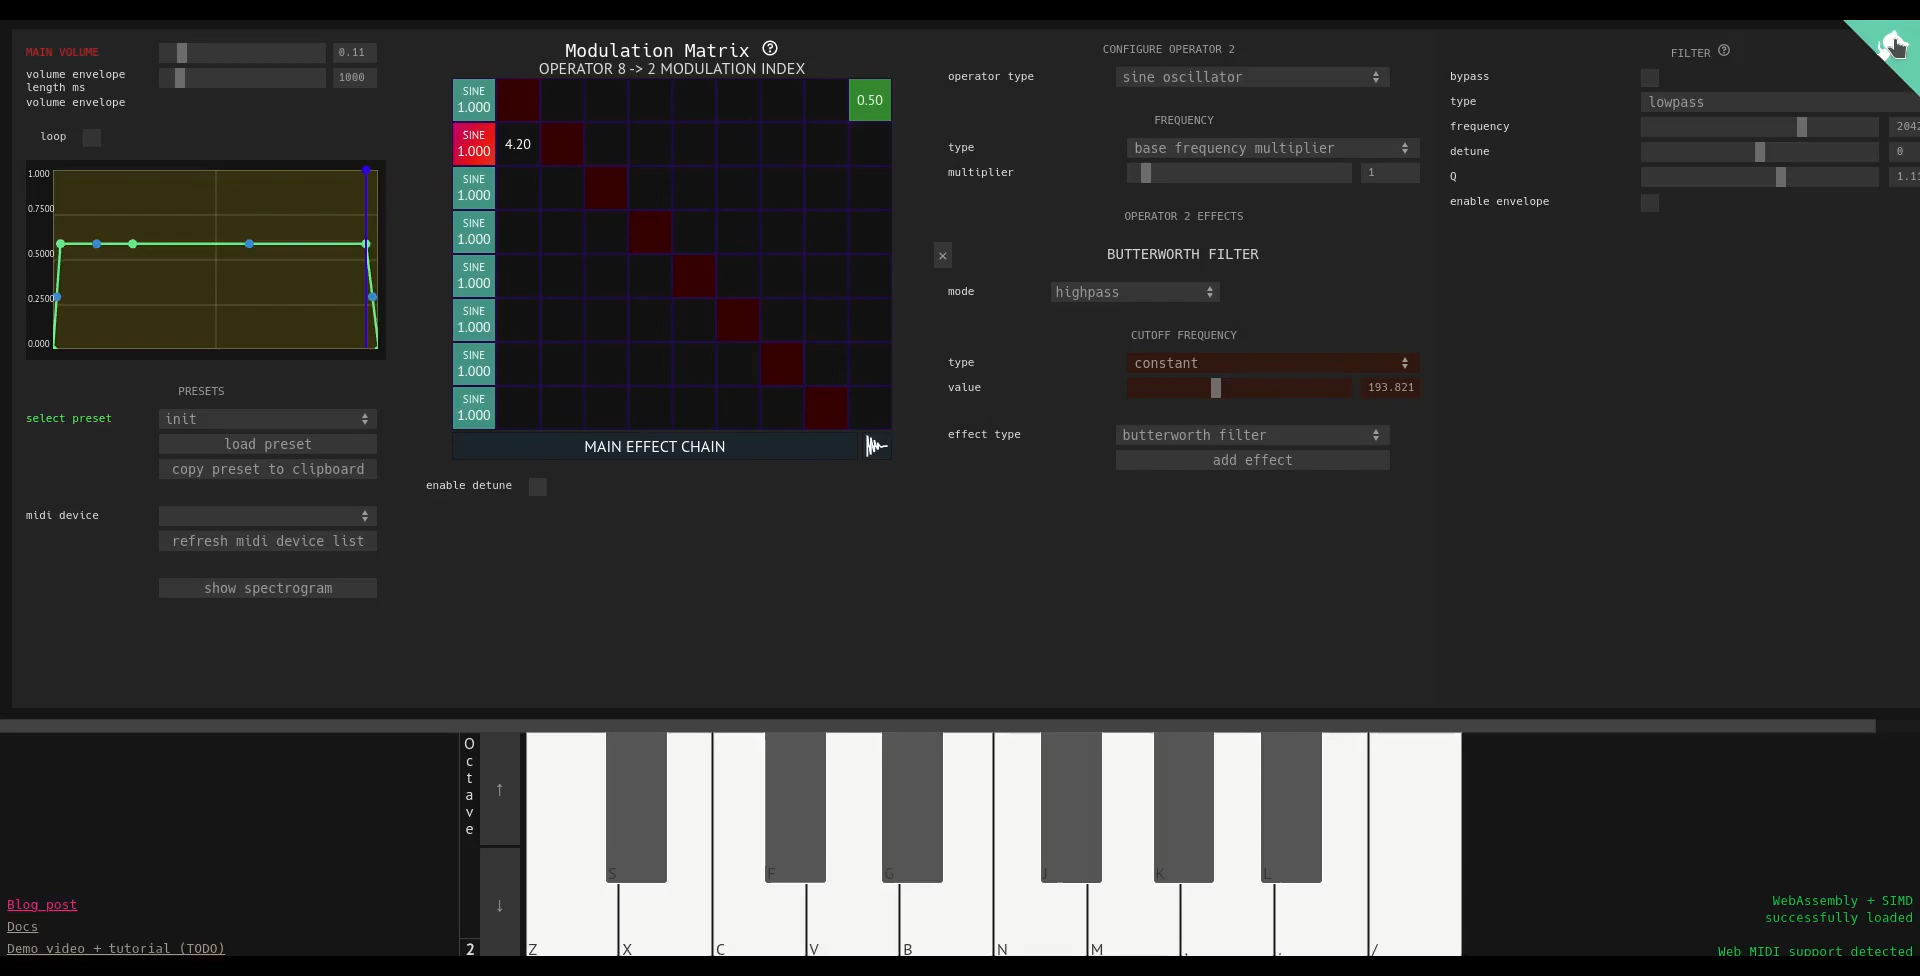 MAIN VOLUME
0.11
volume envelope
length ms
1000
volume envelope
loop
1.000
0.7500
0.5000
0.2500
0.000
PRESETS
select preset
init
load preset
copy preset to clipboard
midi device
refresh midi device list
show spectrogram
Modulation Matrix ?
OPERATOR 8 -> 2 MODULATION INDEX
SINE
1.000
0.50
SINE
1.000
4.20
SINE
1.000
SINE
1.000
SINE
1.000
SINE
1.000
SINE
1.000
SINE
1.000
MAIN EFFECT CHAIN
enable detune
CONFIGURE OPERATOR 2
operator type
sine oscillator
FREQUENCY
type
base frequency multiplier
multiplier
1
OPERATOR 2 EFFECTS
×
BUTTERWORTH FILTER
mode
highpass
CUTOFF FREQUENCY
type
constant
value
193.821
effect type
butterworth filter
add effect
FILTER ?
bypass
type
lowpass
frequency
2042
detune
0
Q
1.11
enable envelope
Octave
↑
↓
2
S
F
G
J
K
L
Z
X
C
V
B
N
M
,
.
/
Blog post
Docs
Demo video + tutorial (TODO)
WebAssembly + SIMD
successfully loaded
Web MIDI support detected